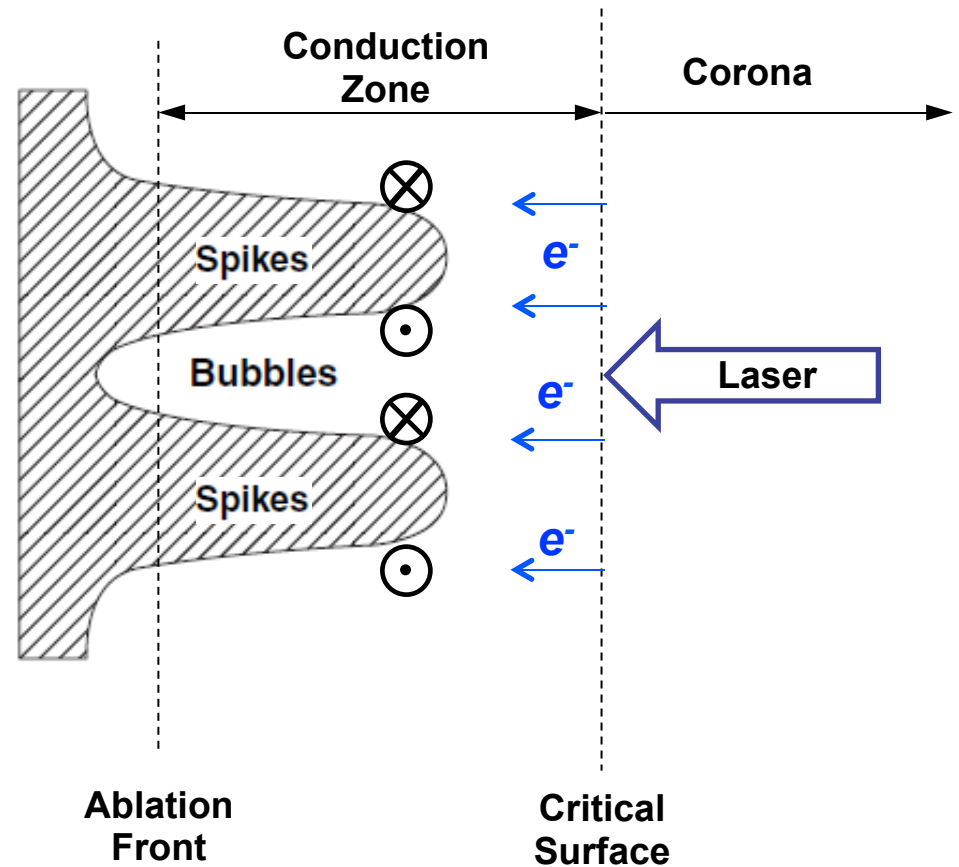 Conduction
Zone
Corona
Spikes
e-
Bubbles
Laser
e-
Spikes
e-
Ablation
Front
Critical
Surface